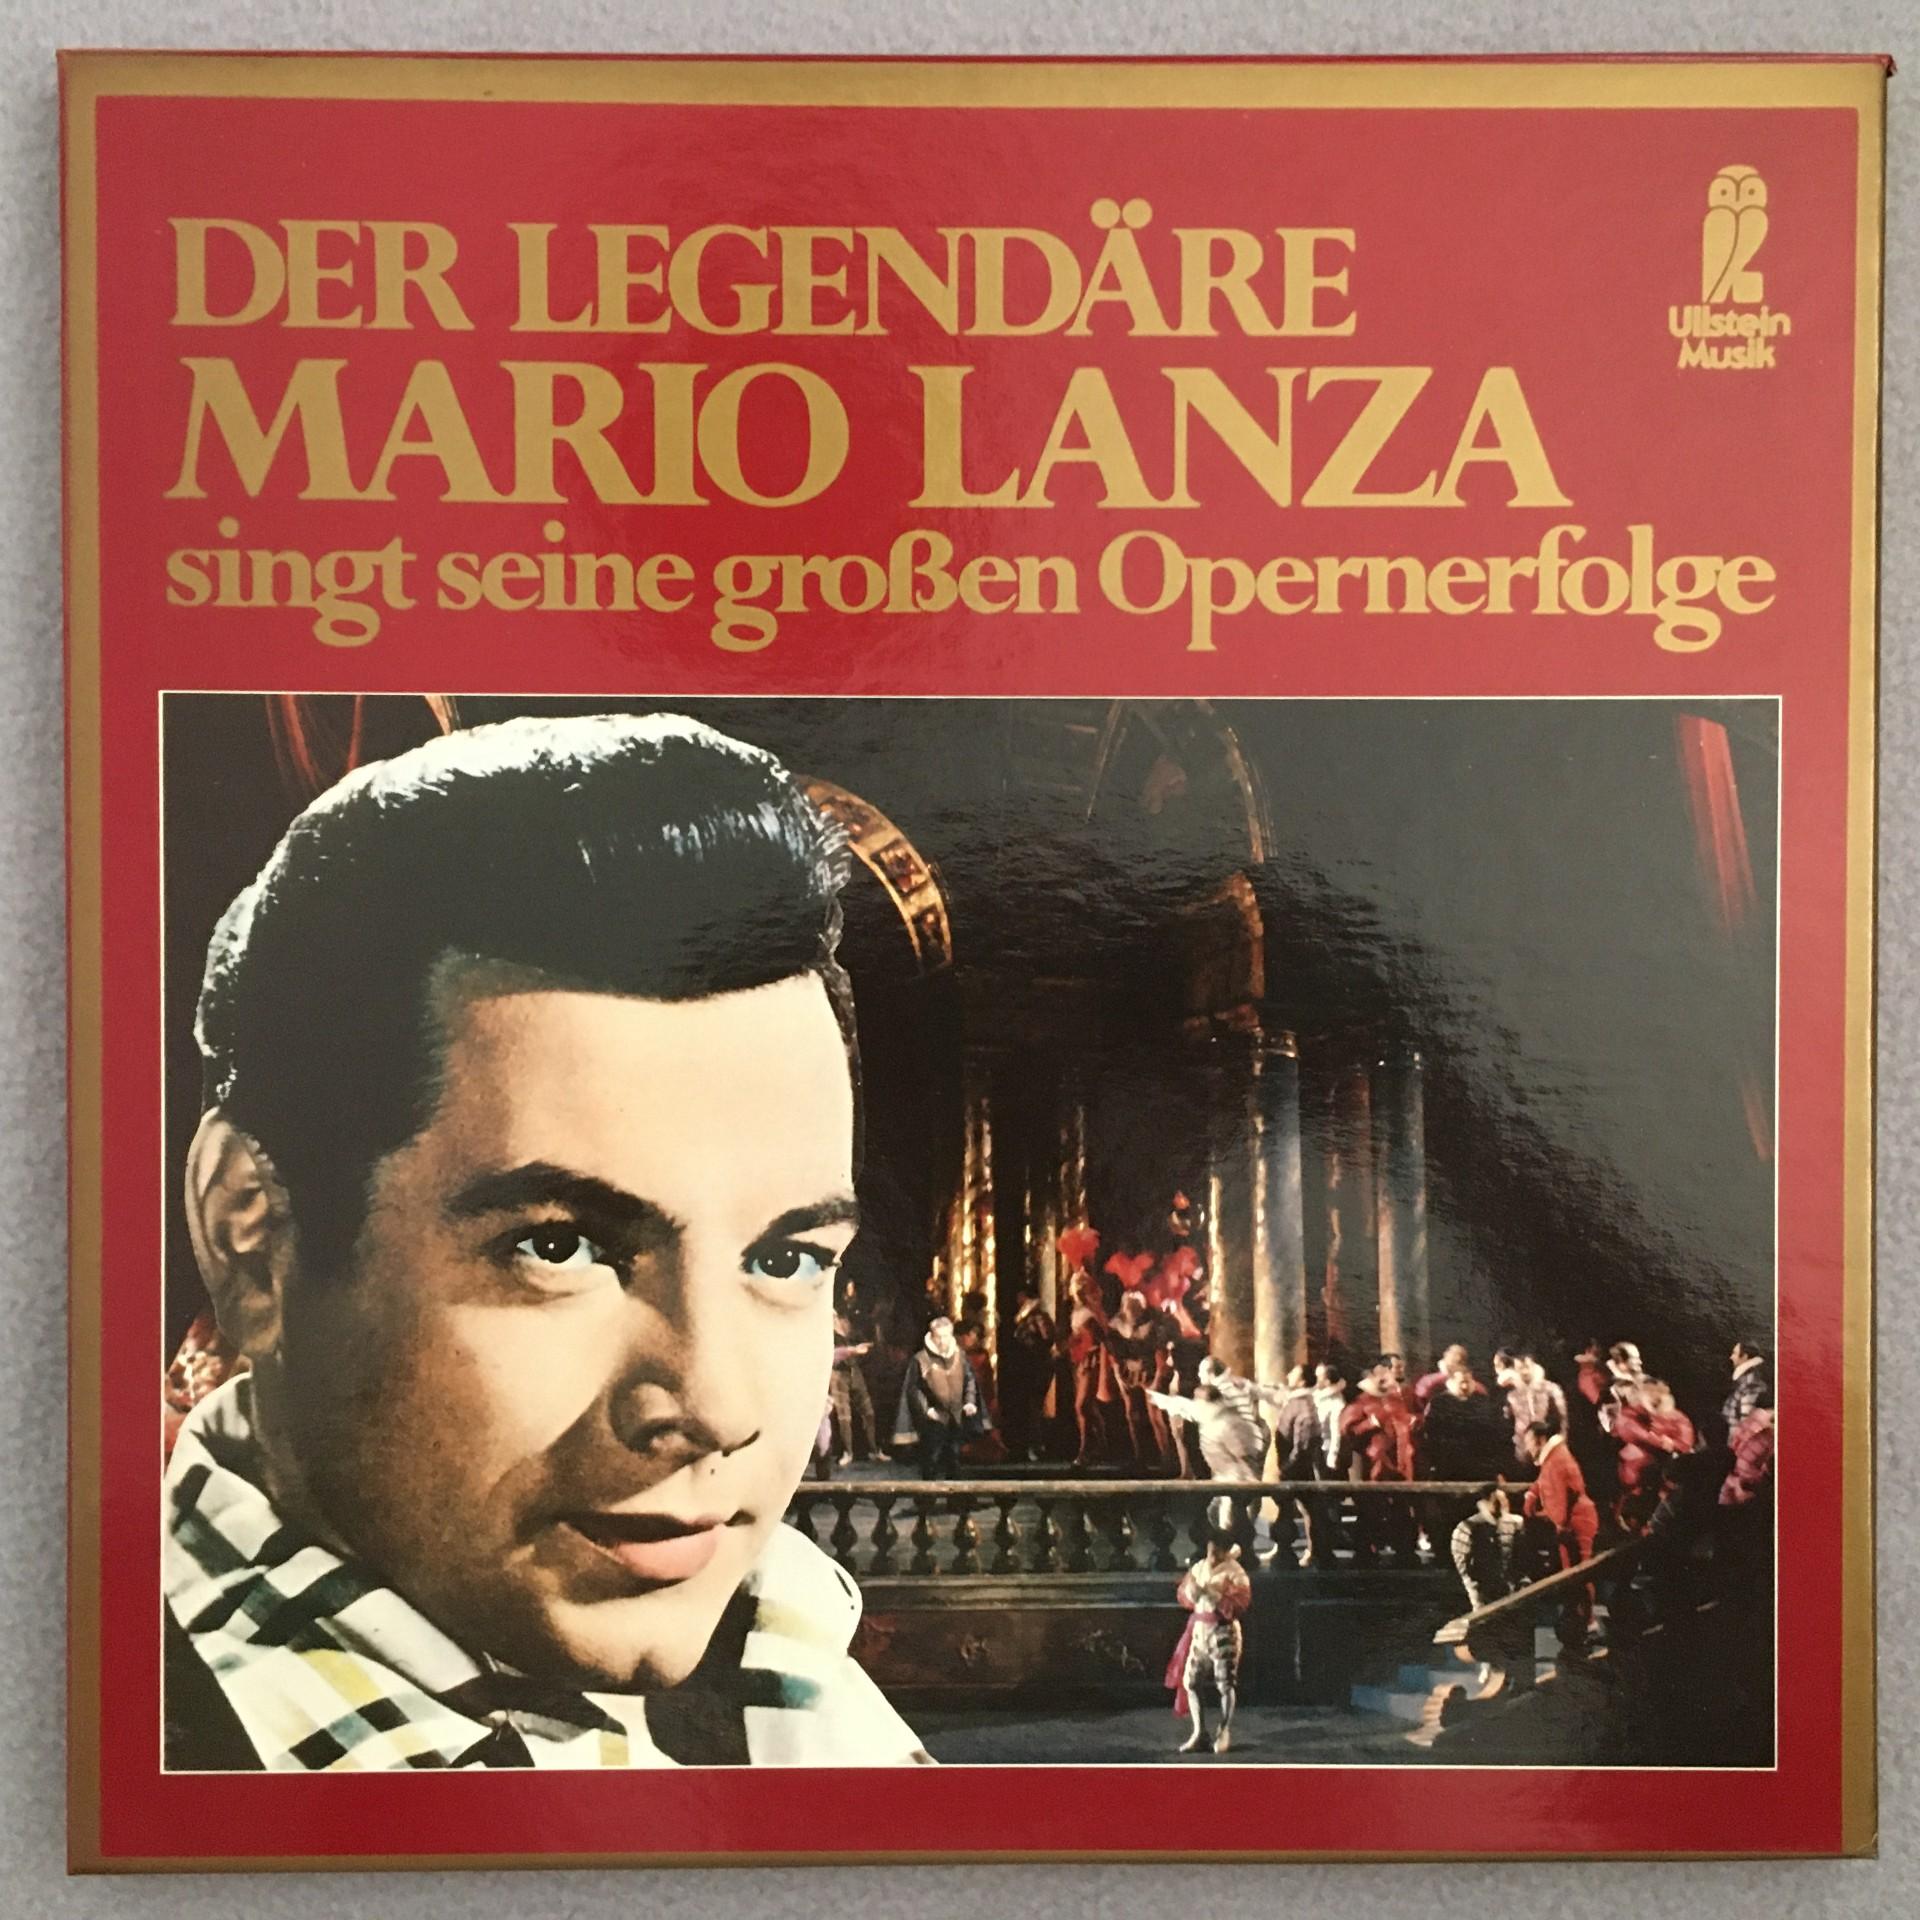 DER LEGENDÄRE
MARIO LANZA
singt seine großen Opernerfolge
Ullstein
Musik